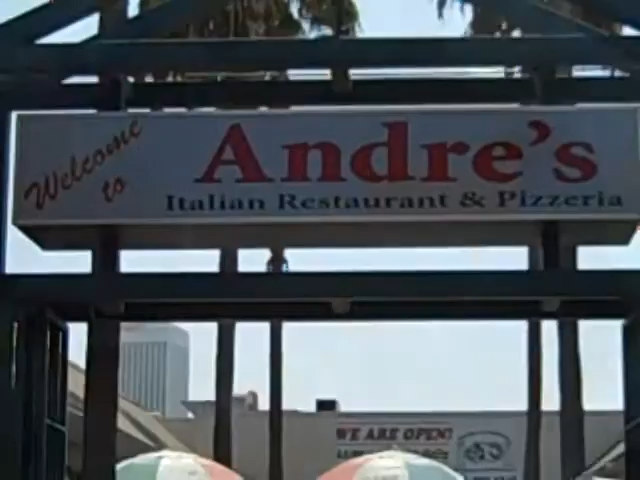 Welcome
to
Andre's
Italian Restaurant & Pizzeria
WE ARE OPEN!